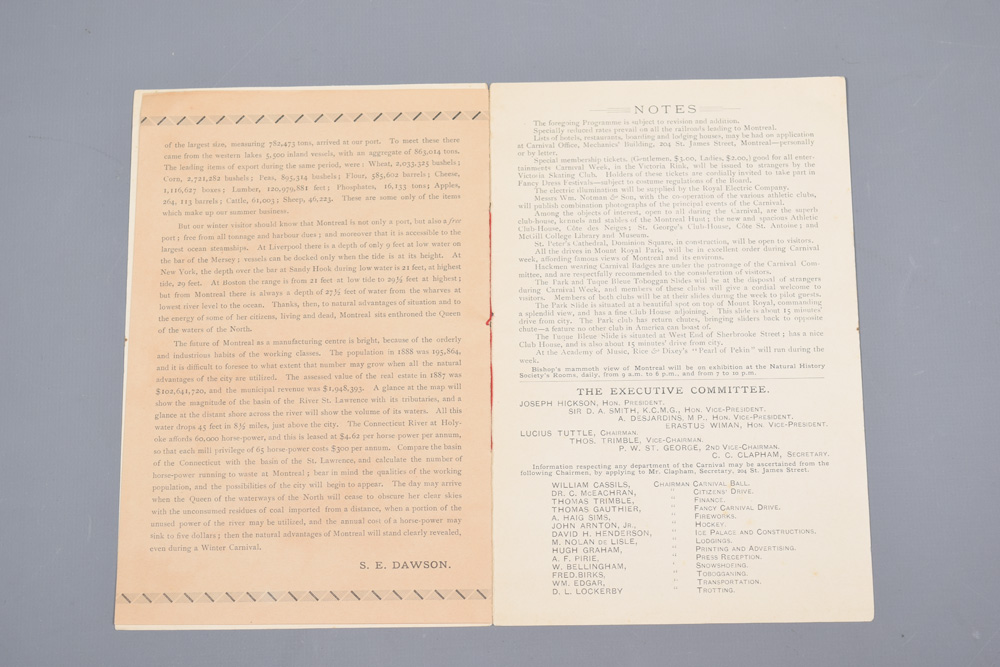 of the largest size, measuring 782,473 tons, arrived at our port. To meet these there
came from the western lakes 5,500 inland vessels, with an aggregate of 863,014 tons.
The leading items of export during the same period, were: Wheat, 2,033,525 bushels;
Corn, 2,721,282 bushels; Peas, 895,314 bushels; Flour, 585,602 barrels; Cheese,
1,116,627 boxes; Lumber, 120,979,881 feet; Phosphates, 16,133 tons; Apples,
264, 113 barrels; Cattle, 61,003; Sheep, 46,223. These are some only of the items
which make up our summer business.
But our winter visitor should know that Montreal is not only a port, but also a free
port; free from all tonnage and harbour dues; and moreover that it is accessible to the
largest ocean steamships. At Liverpool there is a depth of only 9 feet at low water on
the bar of the Mersey; vessels can be docked only when the tide is at its height. At
New York, the depth over the bar at Sandy Hook during low water is 21 feet, at highest
tide, 29 feet. At Boston the range is from 21 feet at low tide to 29½ feet at highest;
but from Montreal there is always a depth of 27½ feet of water from the wharves at
lowest river level to the ocean. Thanks, then, to natural advantages of situation and to
the energy of some of her citizens, living and dead, Montreal sits enthroned the Queen
of the waters of the North.
The future of Montreal as a manufacturing centre is bright, because of the orderly
and industrious habits of the working classes. The population in 1888 was 195,864,
and it is difficult to foresee to what extent that number may grow when all the natural
advantages of the city are utilized. The assessed value of the real estate in 1887 was
$102,641,720, and the municipal revenue was $1,948,393. A glance at the map will
show the magnitude of the basin of the River St. Lawrence with its tributaries, and a
glance at the distant shore across the river will show the volume of its waters. All this
water drops 45 feet in 8½ miles, just above the city. The Connecticut River at Holy-
oke affords 60,000 horse-power, and this is leased at $4.62 per horse power per annum,
so that each mill privilege of 65 horse-power costs $300 per annum. Compare the basin
of the Connecticut with the basin of the St. Lawrence, and calculate the number of
horse-power running to waste at Montreal; bear in mind the qualities of the working
population, and the possibilities of the city will begin to appear. The day may arrive
when the Queen of the waterways of the North will cease to obscure her clear skies
with the unconsumed residues of coal imported from a distance, when a portion of the
unused power of the river may be utilized, and the annual cost of a horse-power may
sink to five dollars; then the natural advantages of Montreal will stand clearly revealed,
even during a Winter Carnival.
S. E. DAWSON.
NOTES
The foregoing Programme is subject to revision and addition.
Specially reduced rates prevail on all the railroads leading to Montreal.
Lists of hotels, restaurants, boarding and lodging houses, may be had on application
at Carnival Office, Mechanics' Building, 204 St. James Street, Montreal—personally
or by letter.
Special membership tickets, (Gentlemen, $3.00, Ladies, $2.00,) good for all enter-
tainments Carnival Week, in the Victoria Rink, will be issued to strangers by the
Victoria Skating Club. Holders of these tickets are cordially invited to take part in
Fancy Dress Festivals—subject to costume regulations of the Board.
The electric illumination will be supplied by the Royal Electric Company.
Messrs Wm. Notman & Son, with the co-operation of the various athletic clubs,
will publish combination photographs of the principal events of the Carnival.
Among the objects of interest, open to all during the Carnival, are the superb
club-house, kennels and stables of the Montreal Hunt; the new and spacious Athletic
Club-House, Côte des Neiges; St. George's Club-House, Côte St. Antoine; and
McGill College Library and Museum.
St. Peter's Cathedral, Dominion Square, in construction, will be open to visitors.
All the drives in Mount Royal Park, will be in excellent order during Carnival
week, affording famous views of Montreal and its environs.
Hackmen wearing Carnival Badges are under the patronage of the Carnival Com-
mittee, and are respectfully recommended to the consideration of visitors.
The Park and Tuque Bleue Toboggan Slides will be at the disposal of strangers
during Carnival Week, and members of these clubs will give a cordial welcome to
visitors. Members of both clubs will be at their slides during the week to pilot guests.
The Park Slide is situated at a beautiful spot on top of Mount Royal, commanding
a splendid view, and has a fine Club House adjoining. This slide is about 15 minutes'
drive from city. The Park club has return chutes, bringing sliders back to opposite
chute—a feature no other club in America can boast of.
The Tuque Bleue Slide is situated at West End of Sherbrooke Street; has a nice
Club House, and is also about 15 minutes' drive from city.
At the Academy of Music, Rice & Dixey's "Pearl of Pekin" will run during the
week.
Bishop's mammoth view of Montreal will be on exhibition at the Natural History
Society's Rooms, daily, from 9 a.m. to 6 p.m., and from 7 to 10 p.m.
THE EXECUTIVE COMMITTEE.
JOSEPH HICKSON, HON. PRESIDENT.
SIR D. A. SMITH, K.C.M.G., HON. VICE-PRESIDENT.
A. DESJARDINS, M P., HON. VICE-PRESIDENT.
ERASTUS WIMAN, HON. VICE-PRESIDENT.
LUCIUS TUTTLE, CHAIRMAN.
THOS. TRIMBLE, VICE-CHAIRMAN.
P. W. ST. GEORGE, 2ND VICE-CHAIRMAN.
C. C. CLAPHAM, SECRETARY.
Information respecting any department of the Carnival may be ascertained from the
following Chairmen, by applying to Mr. Clapham, Secretary, 204 St. James Street.
WILLIAM CASSILS, CHAIRMAN CARNIVAL BALL.
DR. C. McEACHRAN, " CITIZENS' DRIVE.
THOMAS TRIMBLE, " FINANCE.
THOMAS GAUTHIER, " FANCY CARNIVAL DRIVE.
A. HAIG SIMS, " FIREWORKS.
JOHN ARNTON, JR., " HOCKEY.
DAVID H. HENDERSON, " ICE PALACE AND CONSTRUCTIONS.
M. NOLAN DE LISLE, " LODGINGS.
HUGH GRAHAM, " PRINTING AND ADVERTISING.
A. F. PIRIE, " PRESS RECEPTION.
W. BELLINGHAM, " SNOWSHOEING.
FRED. BIRKS, " TOBOGGANING.
WM. EDGAR, " TRANSPORTATION.
D. L. LOCKERBY " TROTTING.